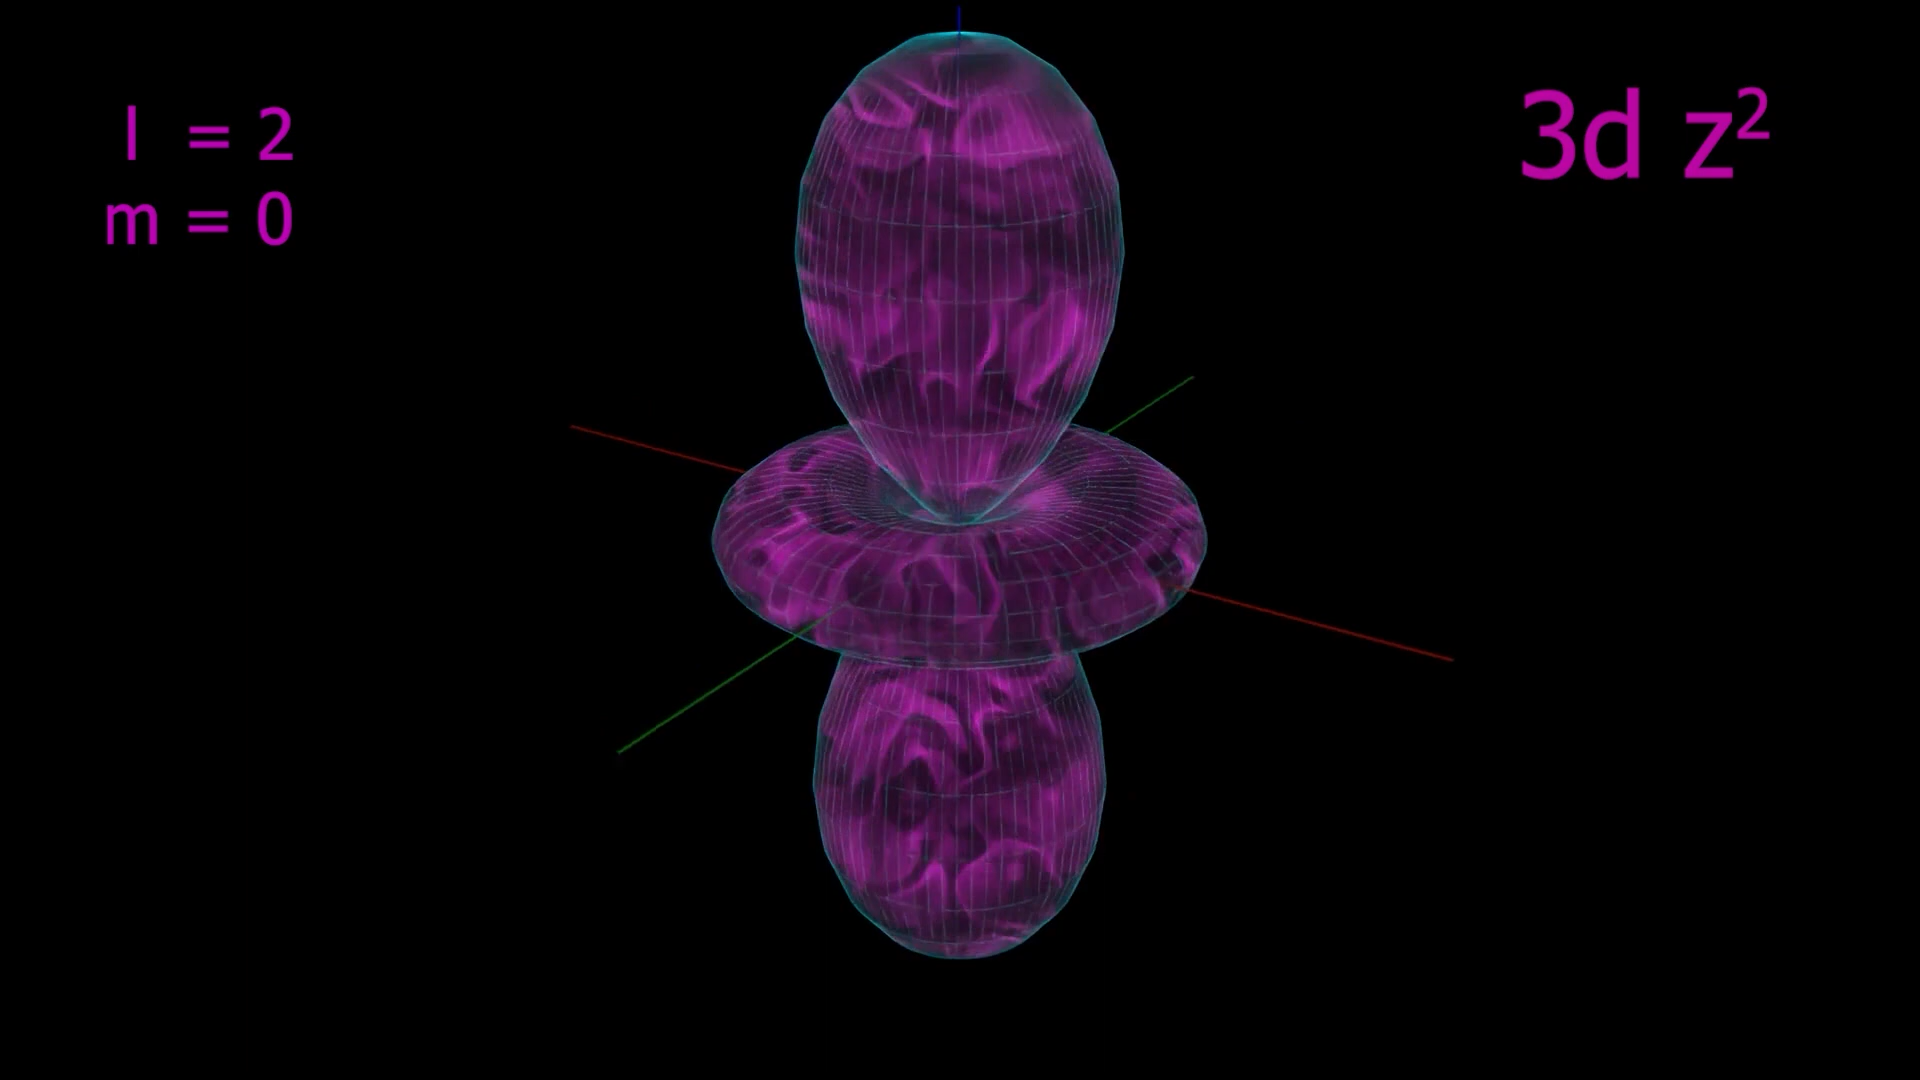 l = 2
m = 0
3d z²